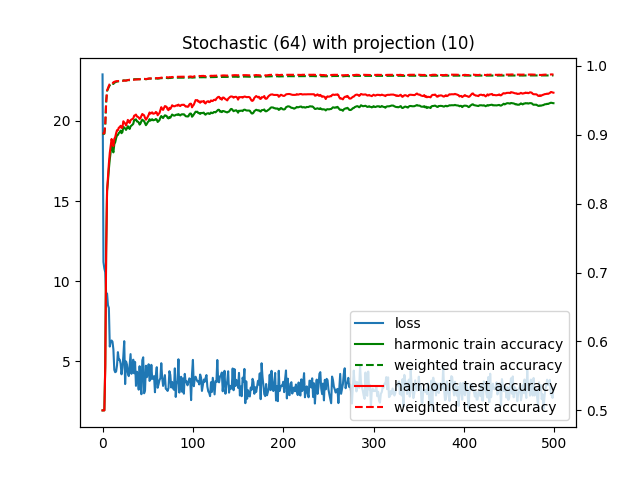 Stochastic (64) with projection (10)
20
15
10
5
1.0
0.9
0.8
0.7
0.6
0.5
loss
harmonic train accuracy
weighted train accuracy
harmonic test accuracy
weighted test accuracy
0 100 200 300 400 500